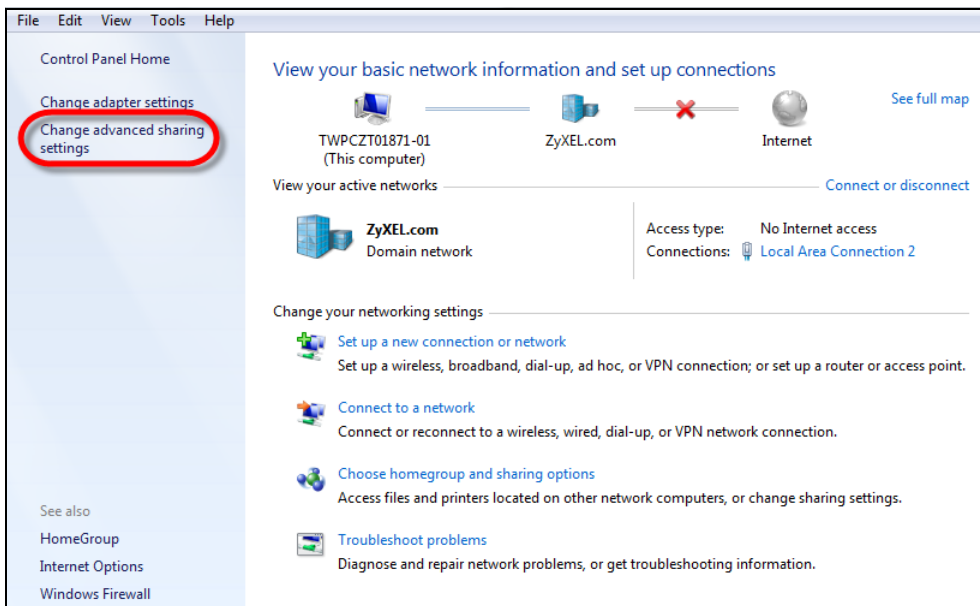 File Edit View Tools Help
Control Panel Home
Change adapter settings
Change advanced sharing
settings
See also
HomeGroup
Internet Options
Windows Firewall
View your basic network information and set up connections
See full map
TWPCZT01871-01
(This computer)
ZyXEL.com
Internet
View your active networks
Connect or disconnect
ZyXEL.com
Domain network
Access type: No Internet access
Connections: Local Area Connection 2
Change your networking settings
Set up a new connection or network
Set up a wireless, broadband, dial-up, ad hoc, or VPN connection; or set up a router or access point.
Connect to a network
Connect or reconnect to a wireless, wired, dial-up, or VPN network connection.
Choose homegroup and sharing options
Access files and printers located on other network computers, or change sharing settings.
Troubleshoot problems
Diagnose and repair network problems, or get troubleshooting information.